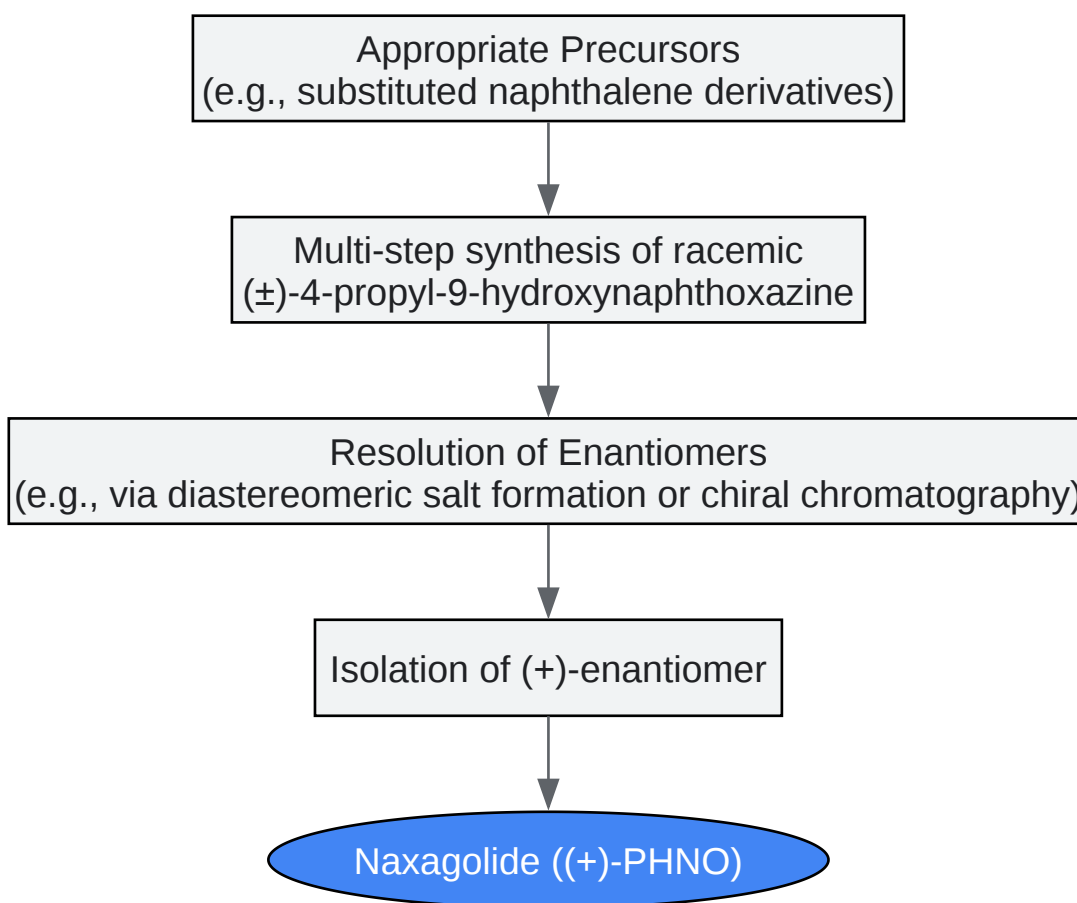 Appropriate Precursors
(e.g., substituted naphthalene derivatives)
Multi-step synthesis of racemic
(±)-4-propyl-9-hydroxynaphthoxazine
Resolution of Enantiomers
(e.g., via diastereomeric salt formation or chiral chromatography)
Isolation of (+)-enantiomer
Naxagolide ((+)-PHNO)